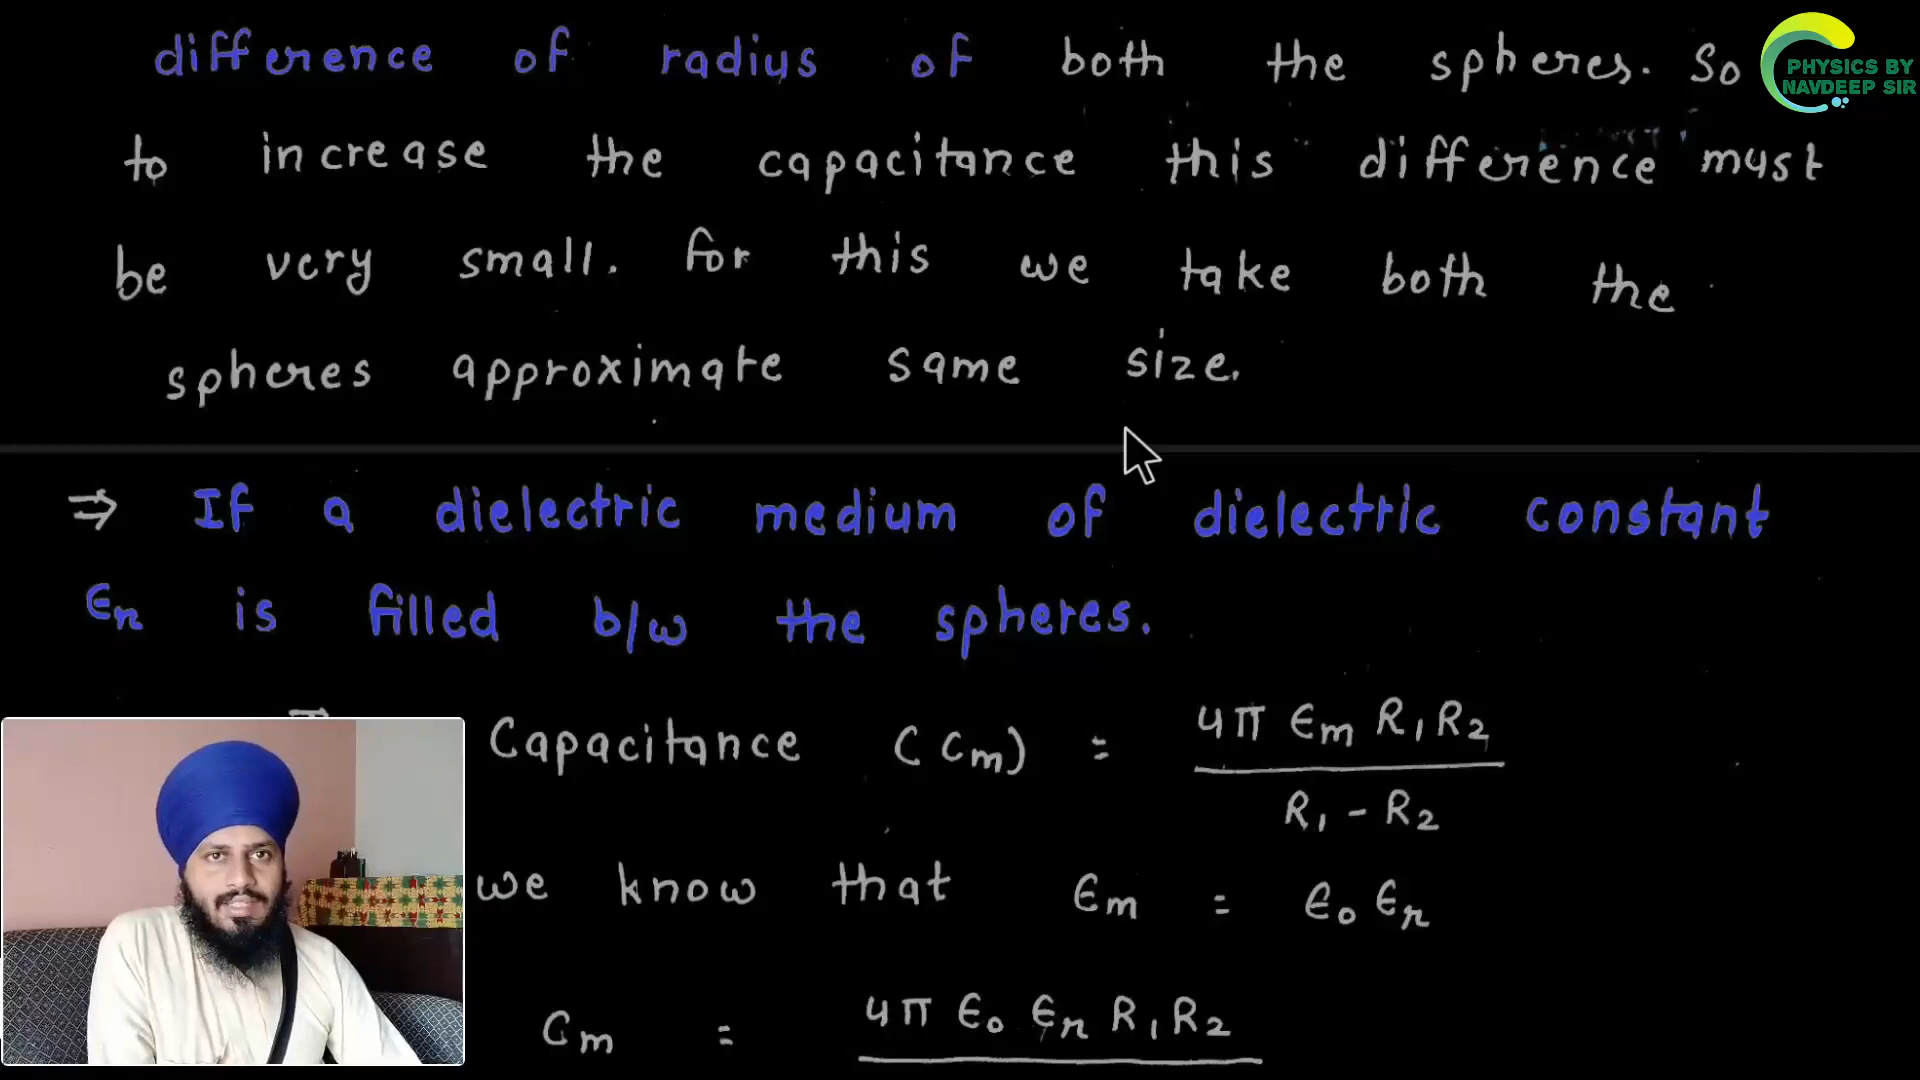 difference of radius of both the spheres. So
PHYSICS BY
NAVDEEP SIR
to increase the capacitance this difference must
be very small. For this we take both the
spheres approximate same size.
⇒ If a dielectric medium of dielectric constant
ϵr is filled b/w the spheres.
Capacitance (Cm) = 4π ϵm R1R2
R1 - R2
we know that ϵm = ϵ0 ϵr
Cm = 4π ϵ0 ϵr R1R2